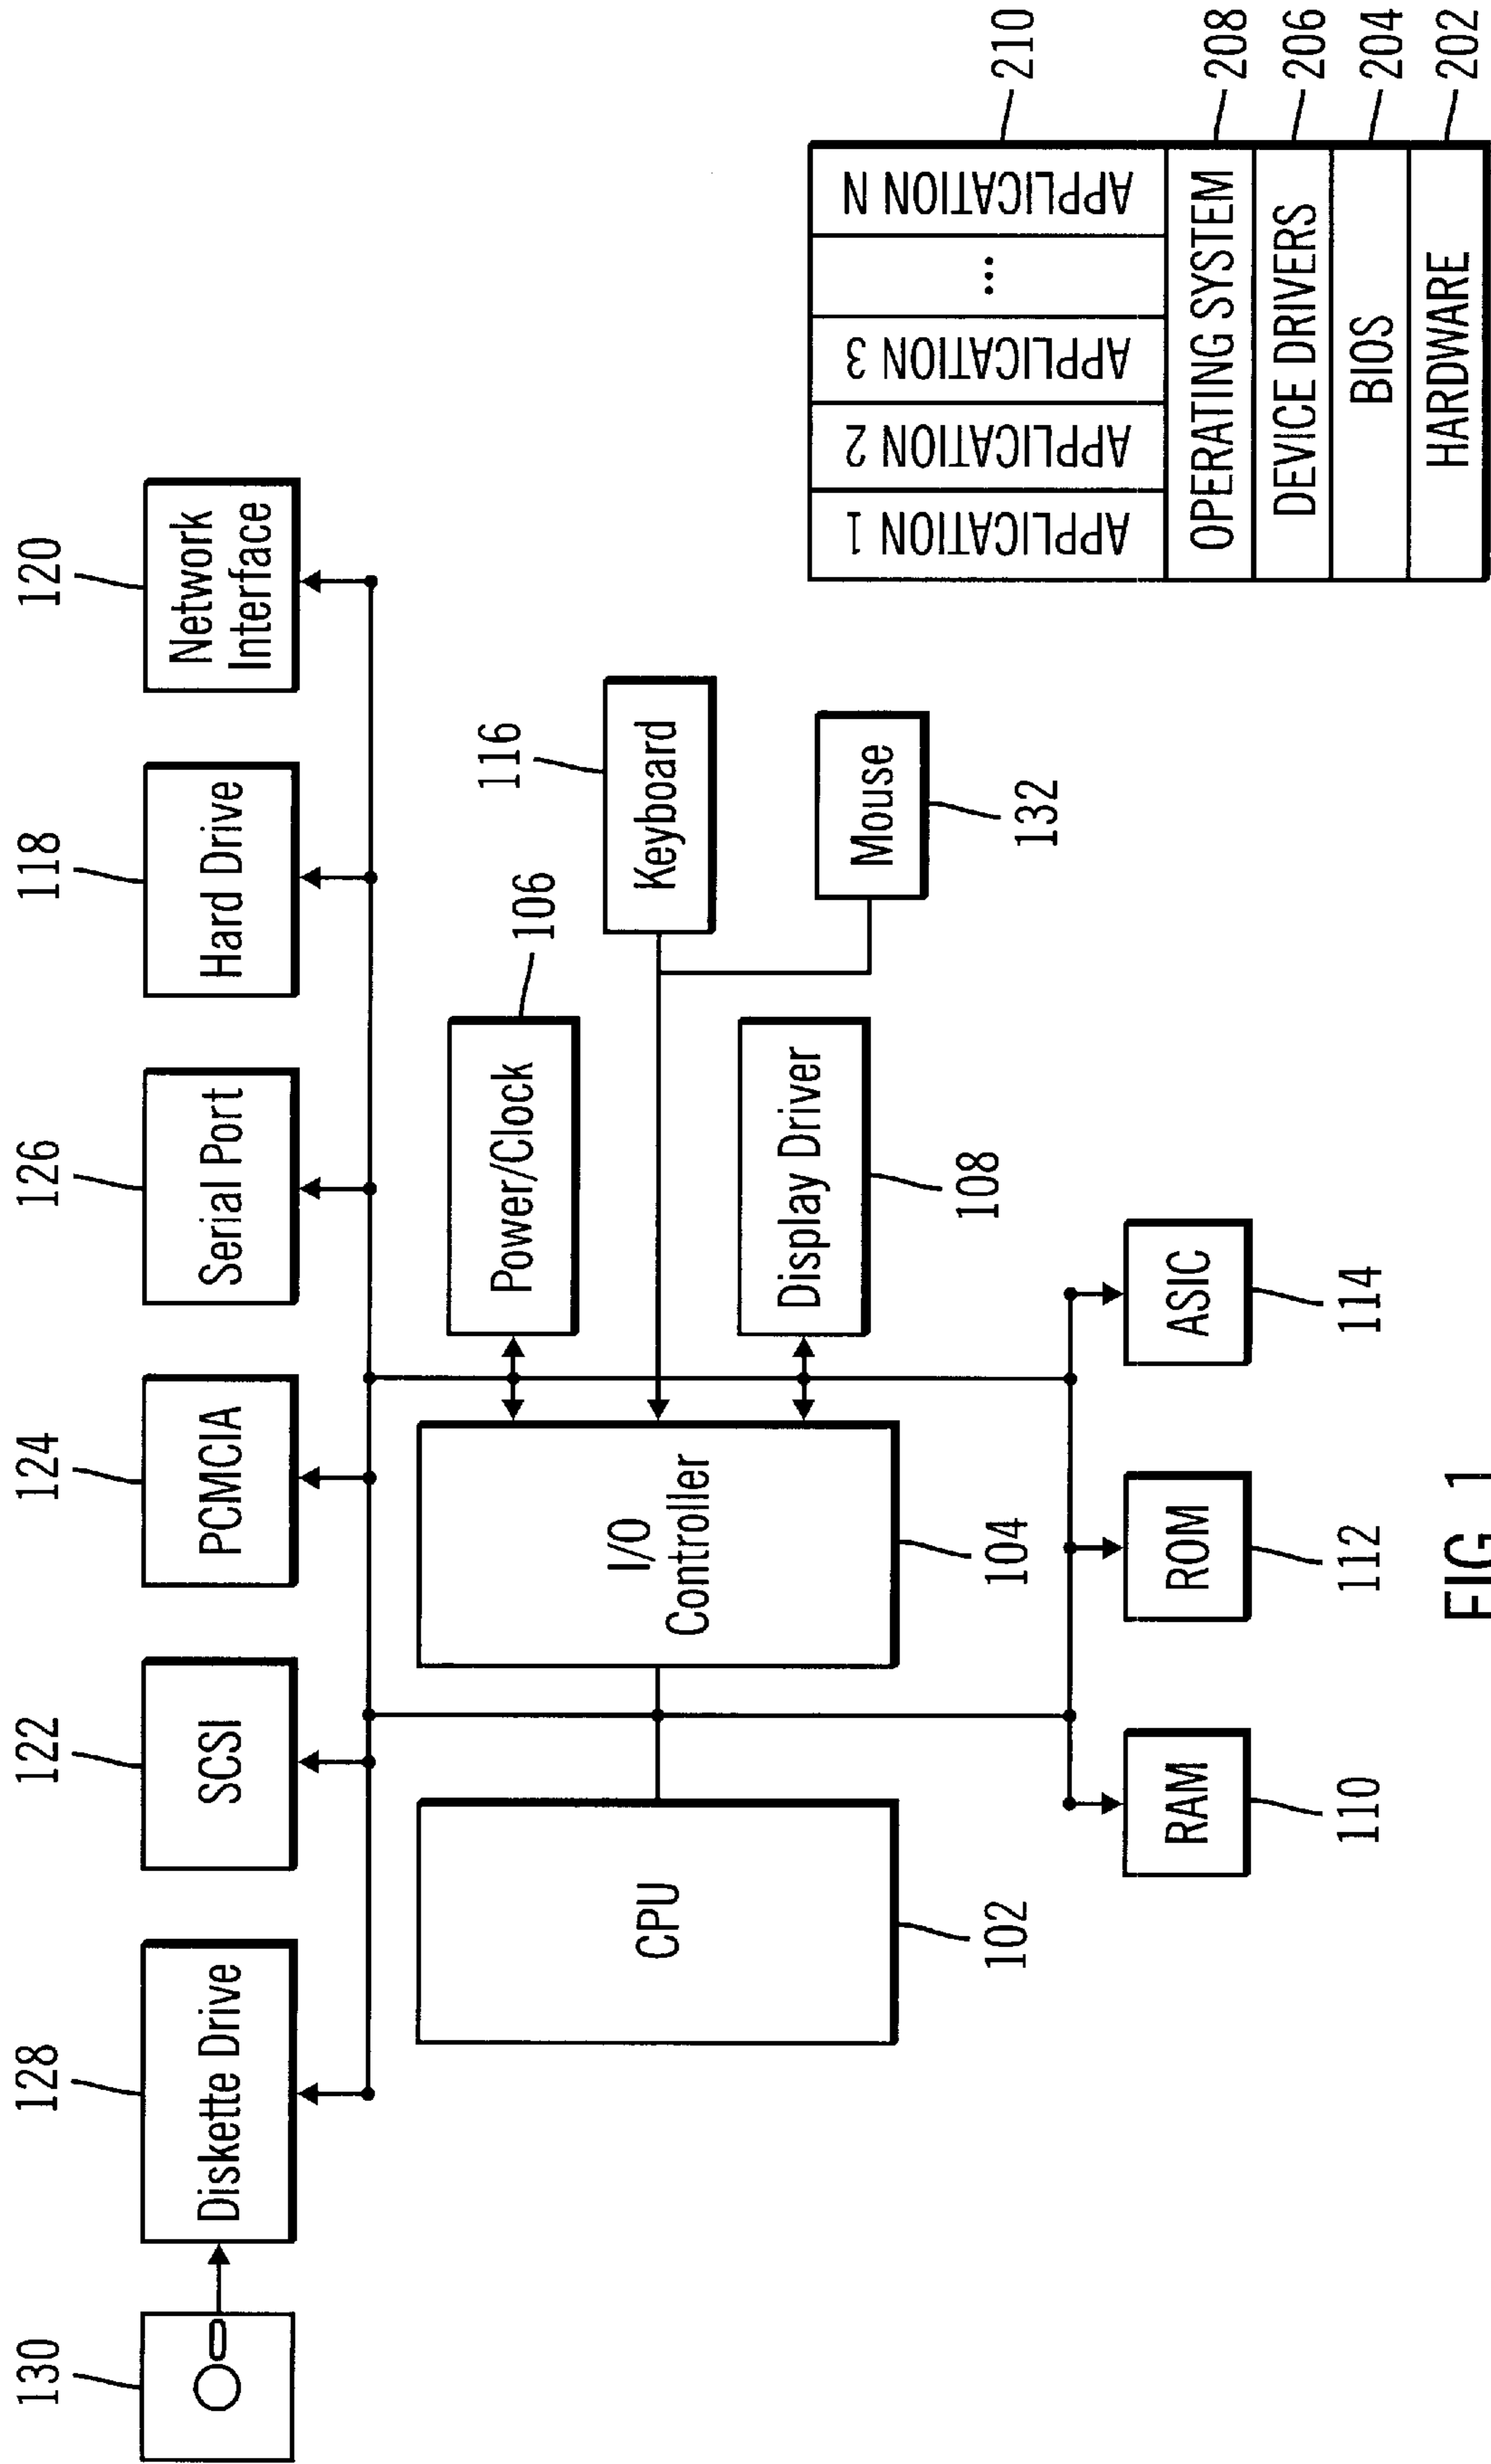 130
128
122
124
126
118
120
Diskette Drive
SCSI
PCMCIA
Serial Port
Hard Drive
Network
Interface
CPU
102
I/O
Controller
104
Power/Clock
106
Display Driver
108
Keyboard
116
Mouse
132
RAM
110
ROM
112
ASIC
114
APPLICATION 1
APPLICATION 2
APPLICATION 3
...
APPLICATION N
210
OPERATING SYSTEM
208
DEVICE DRIVERS
206
BIOS
204
HARDWARE
202
FIG. 1